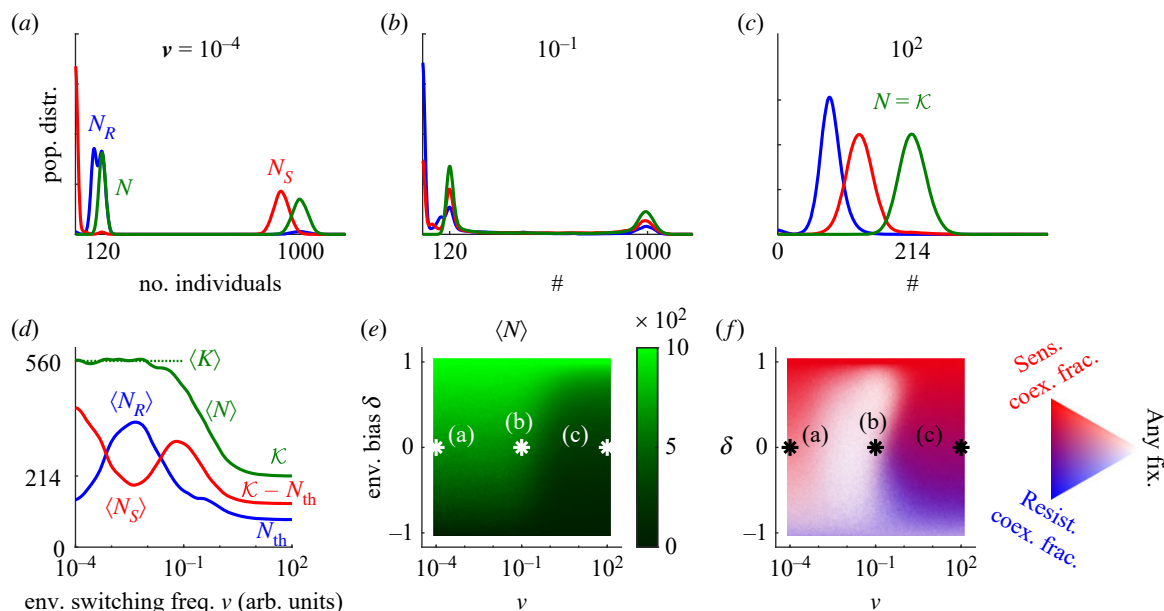 (a)
ν = 10⁻⁴
pop. distr.
N_R
N
N_S
120
1000
no. individuals
(b)
10⁻¹
120
1000
#
(c)
10²
N = 𝒦
0
214
#
(d)
560
214
0
⟨K⟩
⟨N_R⟩
⟨N⟩
⟨N_S⟩
𝒦
𝒦 − N_th
N_th
10⁻⁴
10⁻¹
10²
env. switching freq. ν (arb. units)
(e)
⟨N⟩
× 10²
10
5
0
env. bias δ
1
0
−1
(a)
(b)
(c)
10⁻⁴
10⁻¹
10²
ν
(f)
δ
1
0
−1
(a)
(b)
(c)
10⁻⁴
10⁻¹
10²
ν
Sens.
coex. frac.
Any fix.
Resist.
coex. frac.